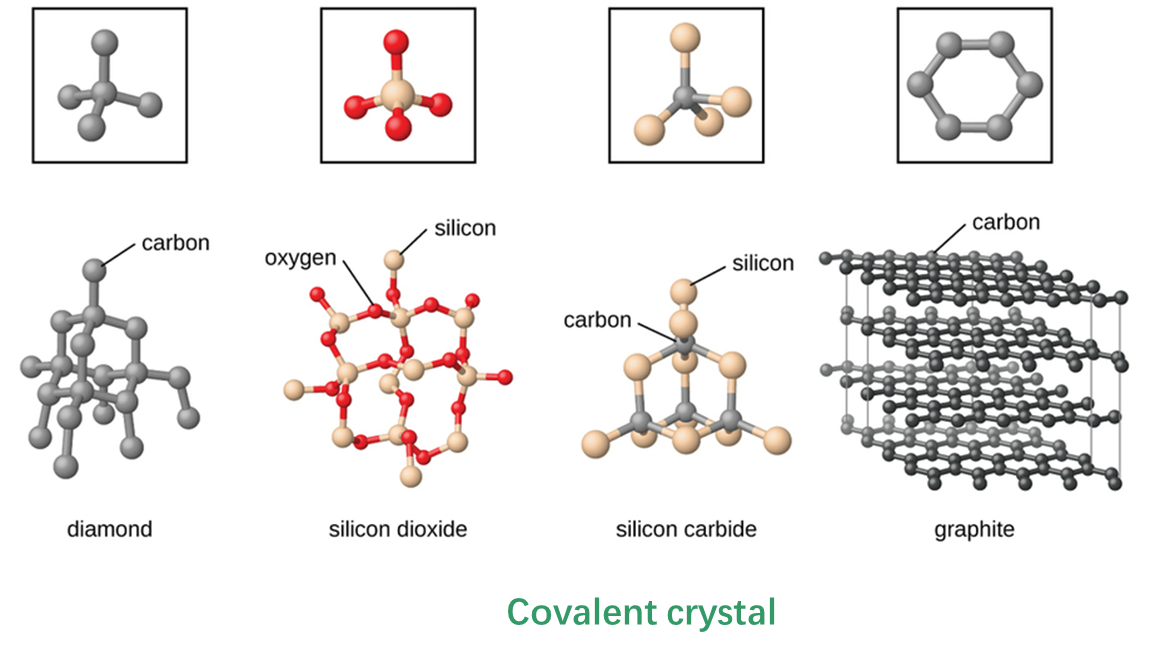 carbon
oxygen
silicon
carbon
silicon
carbon
diamond
silicon dioxide
silicon carbide
graphite
Covalent crystal